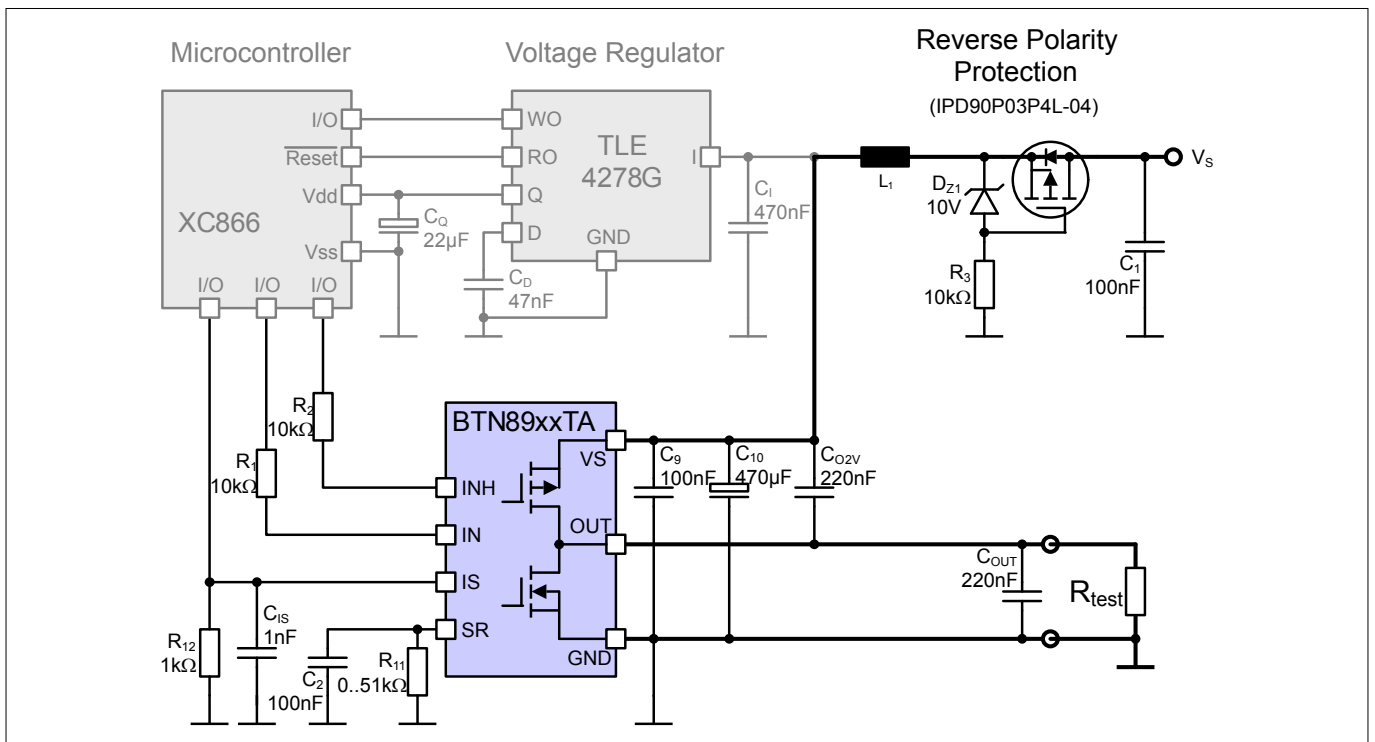 Microcontroller
Voltage Regulator
Reverse Polarity
Protection
(IPD90P03P4L-04)
I/O
Reset
Vdd
Vss
XC866
I/O
I/O
I/O
CQ
22µF
WO
RO
Q
D
TLE
4278G
I
GND
CD
47nF
CI
470nF
L1
DZ1
10V
R3
10kΩ
VS
C1
100nF
R2
10kΩ
R1
10kΩ
BTN89xxTA
VS
INH
IN
OUT
IS
SR
GND
C9
100nF
C10
470µF
CO2V
220nF
COUT
220nF
Rtest
R12
1kΩ
CIS
1nF
C2
100nF
R11
0..51kΩ